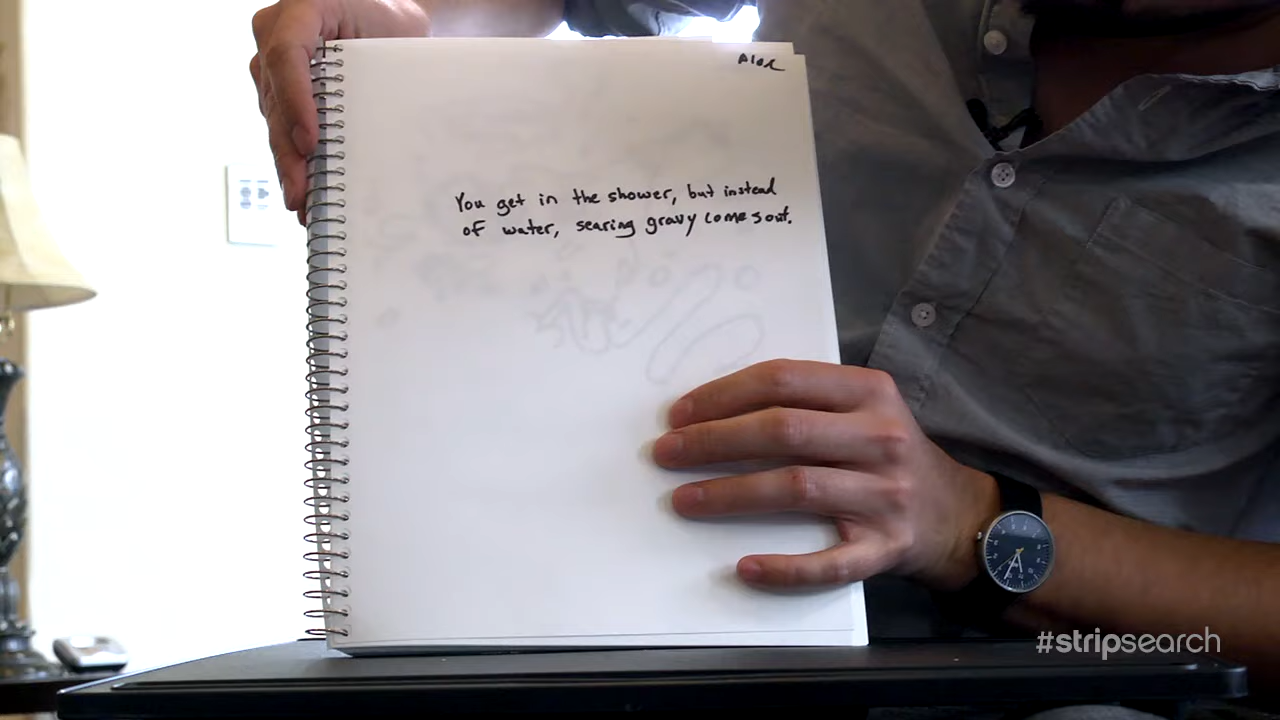 Alex
You get in the shower, but instead
of water, searing gravy comes out.
#stripsearch